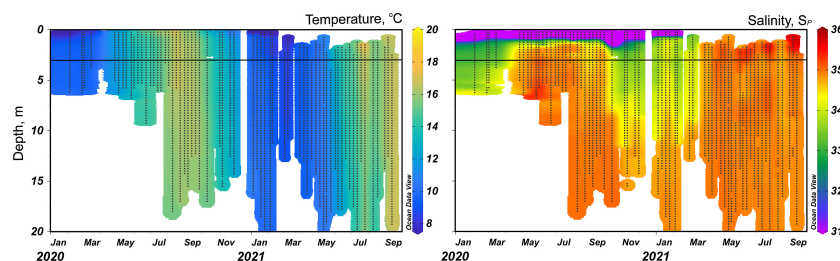 Temperature, °C
Salinity, SP
Depth, m
0
5
10
15
20
Jan Mar May Jul Sep Nov Jan Mar May Jul Sep
2020 2021
20
18
16
14
12
10
8
Ocean Data View
Jan Mar May Jul Sep Nov Jan Mar May Jul Sep
2020 2021
36
35
34
33
32
31
Ocean Data View